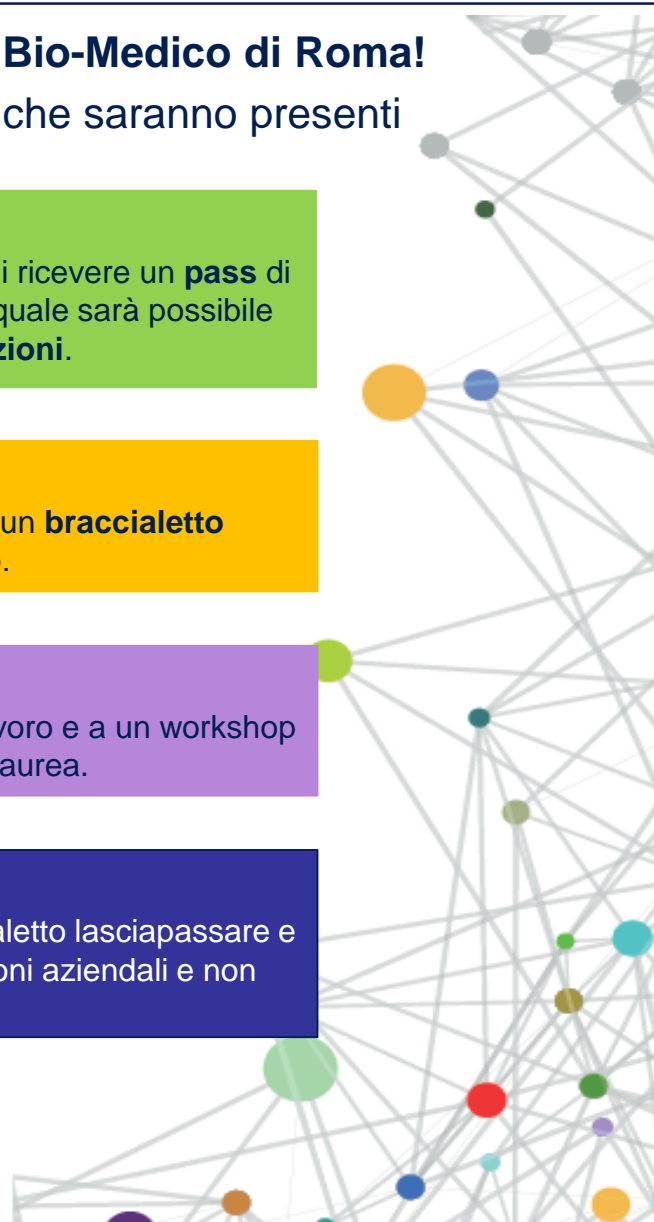 Bio-Medico di Roma!
che saranno presenti
i ricevere un pass di
quale sarà possibile
zioni.
un braccialetto
.
voro e a un workshop
aurea.
aletto lasciapassare e
oni aziendali e non